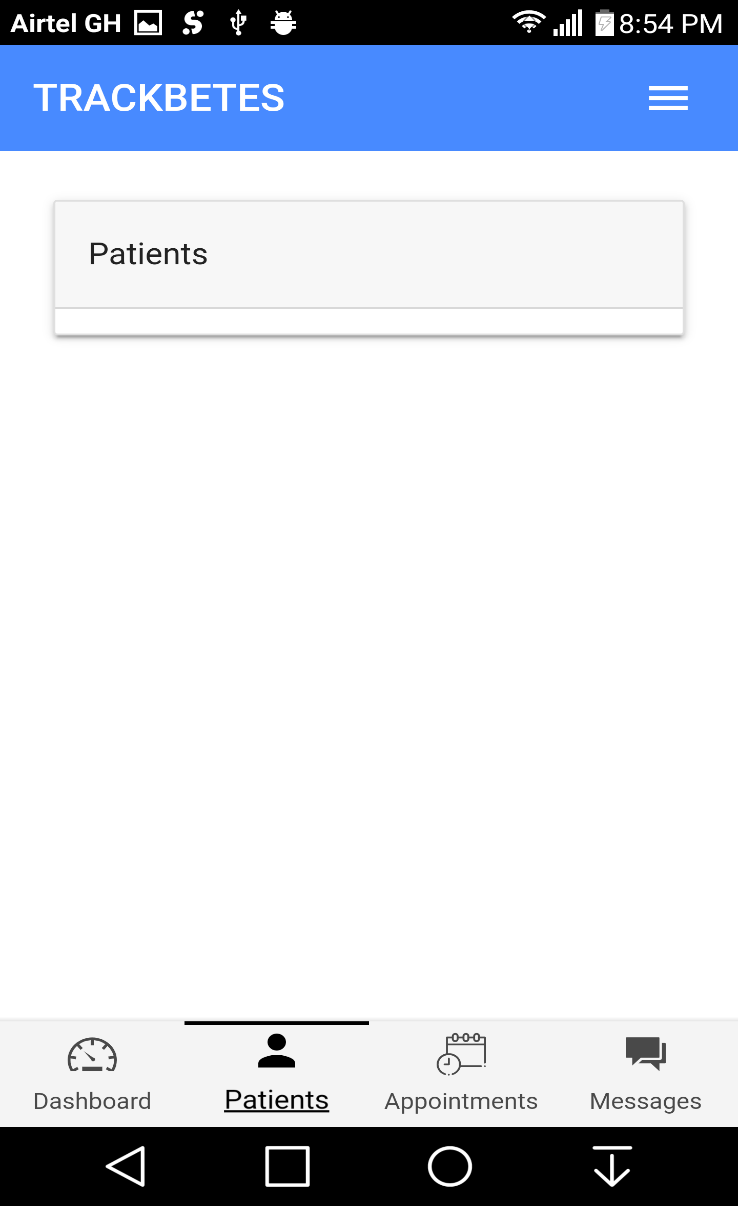 Airtel GH 8:54 PM
TRACKBETES
Patients
Dashboard Patients Appointments Messages